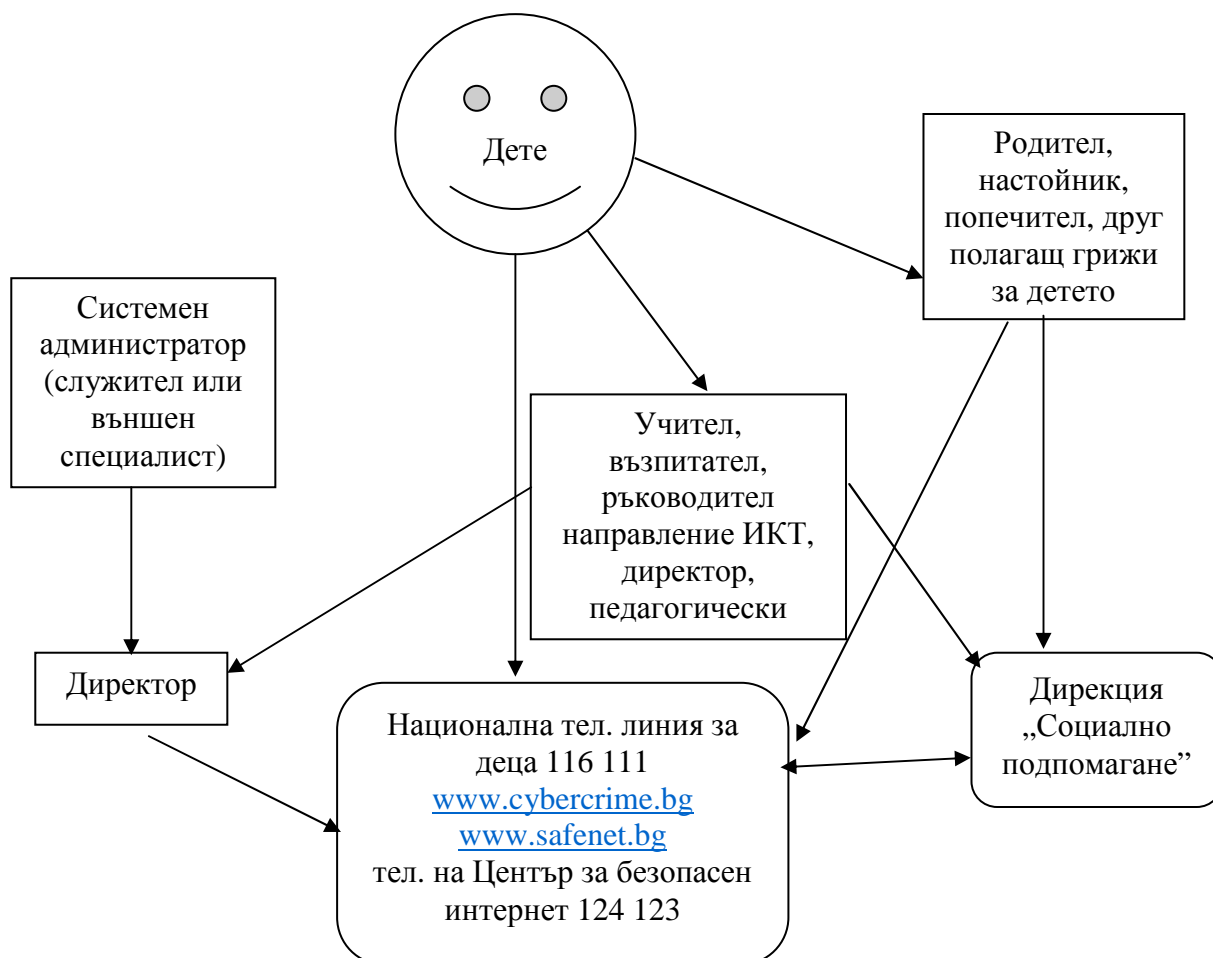 Дете
Родител,
настойник,
попечител, друг
полагащ грижи
за детето
Системен
администратор
(служител или
външен
специалист)
Учител,
възпитател,
ръководител
направление ИКТ,
директор,
педагогически
Директор
Национална тел. линия за
деца 116 111
www.cybercrime.bg
www.safenet.bg
тел. на Център за безопасен
интернет 124 123
Дирекция
„Социално
подпомагане”